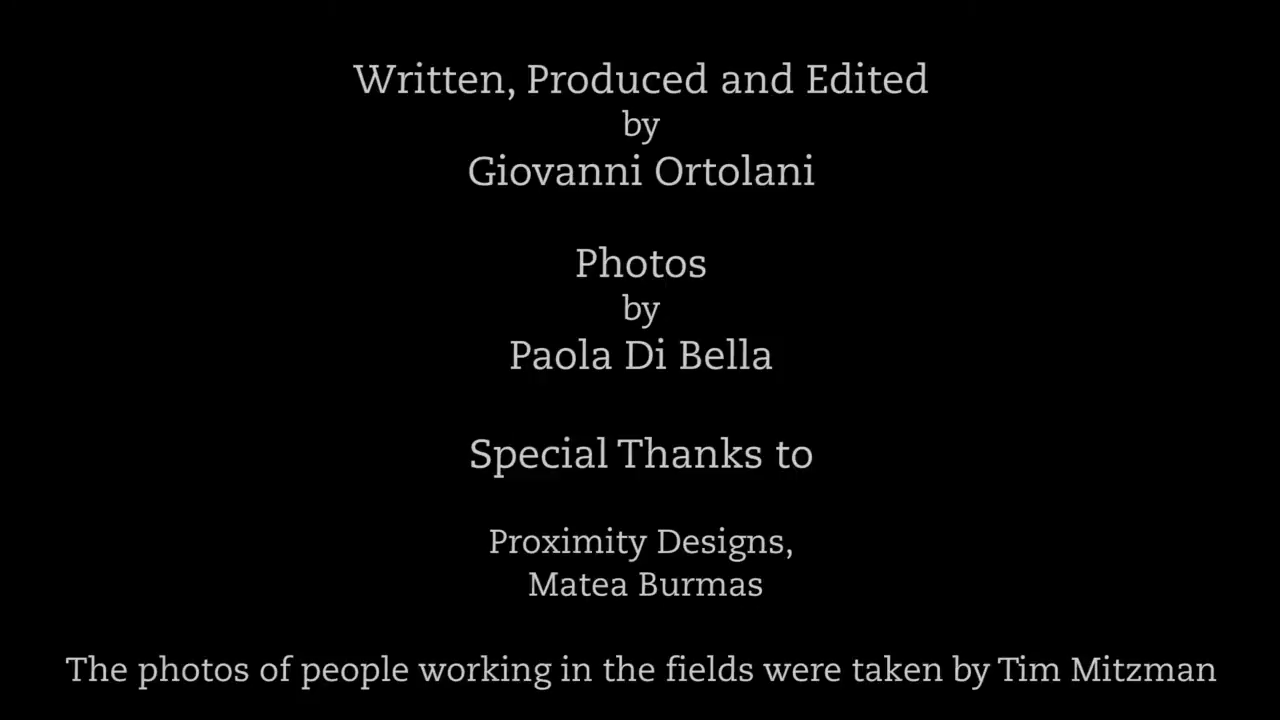 Written, Produced and Edited
by
Giovanni Ortolani
Photos
by
Paola Di Bella
Special Thanks to
Proximity Designs,
Matea Burmas
The photos of people working in the fields were taken by Tim Mitzman